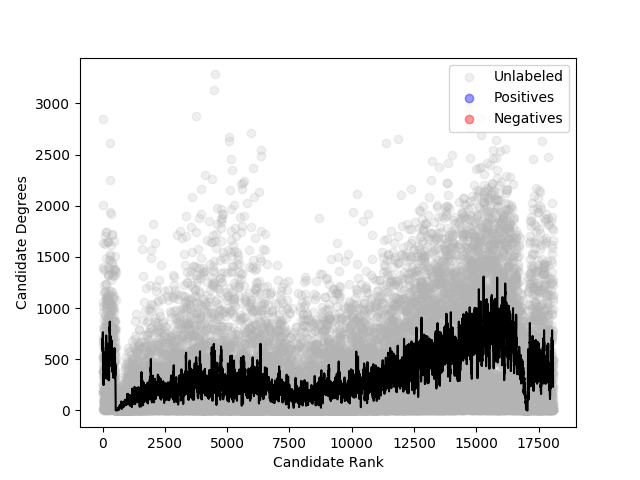 Unlabeled
Positives
Negatives
3000
2500
2000
1500
1000
500
0
Candidate Degrees
0 2500 5000 7500 10000 12500 15000 17500
Candidate Rank